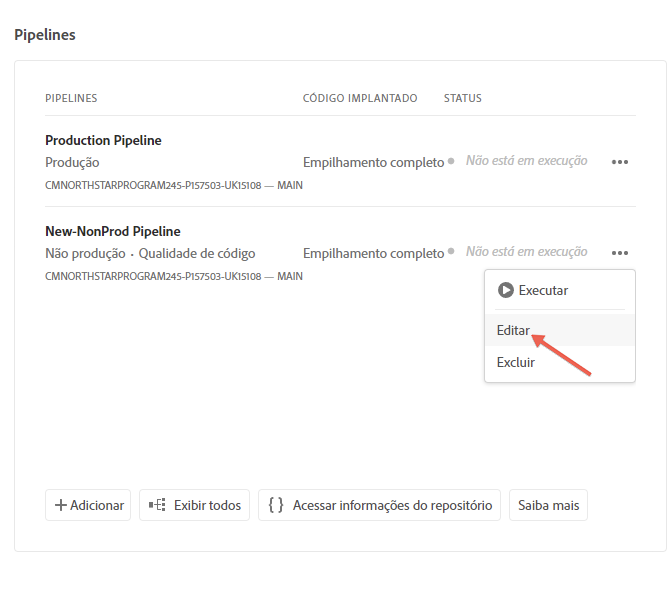 Pipelines
PIPELINES CÓDIGO IMPLANTADO STATUS
Production Pipeline
Produção Empilhamento completo Não está em execução
CMNORTHSTARPROGRAM245-P157503-UK15108 — MAIN
New-NonProd Pipeline
Não produção · Qualidade de código Empilhamento completo Não está em execução
CMNORTHSTARPROGRAM245-P157503-UK15108 — MAIN
Executar
Editar
Excluir
Adicionar Exibir todos {} Acessar informações do repositório Saiba mais